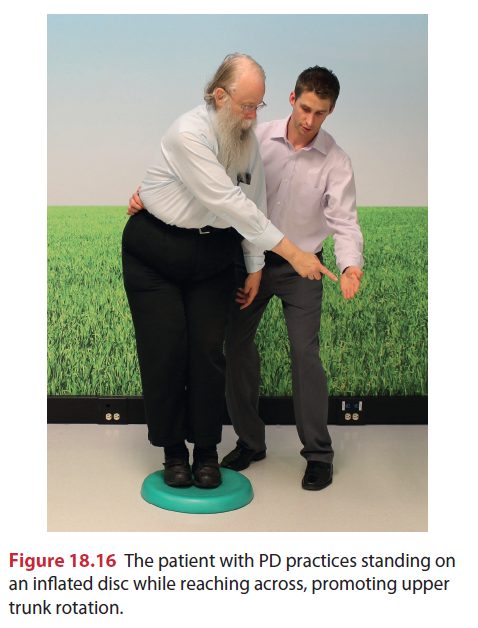 Figure 18.16 The patient with PD practices standing on
an inflated disc while reaching across, promoting upper
trunk rotation.